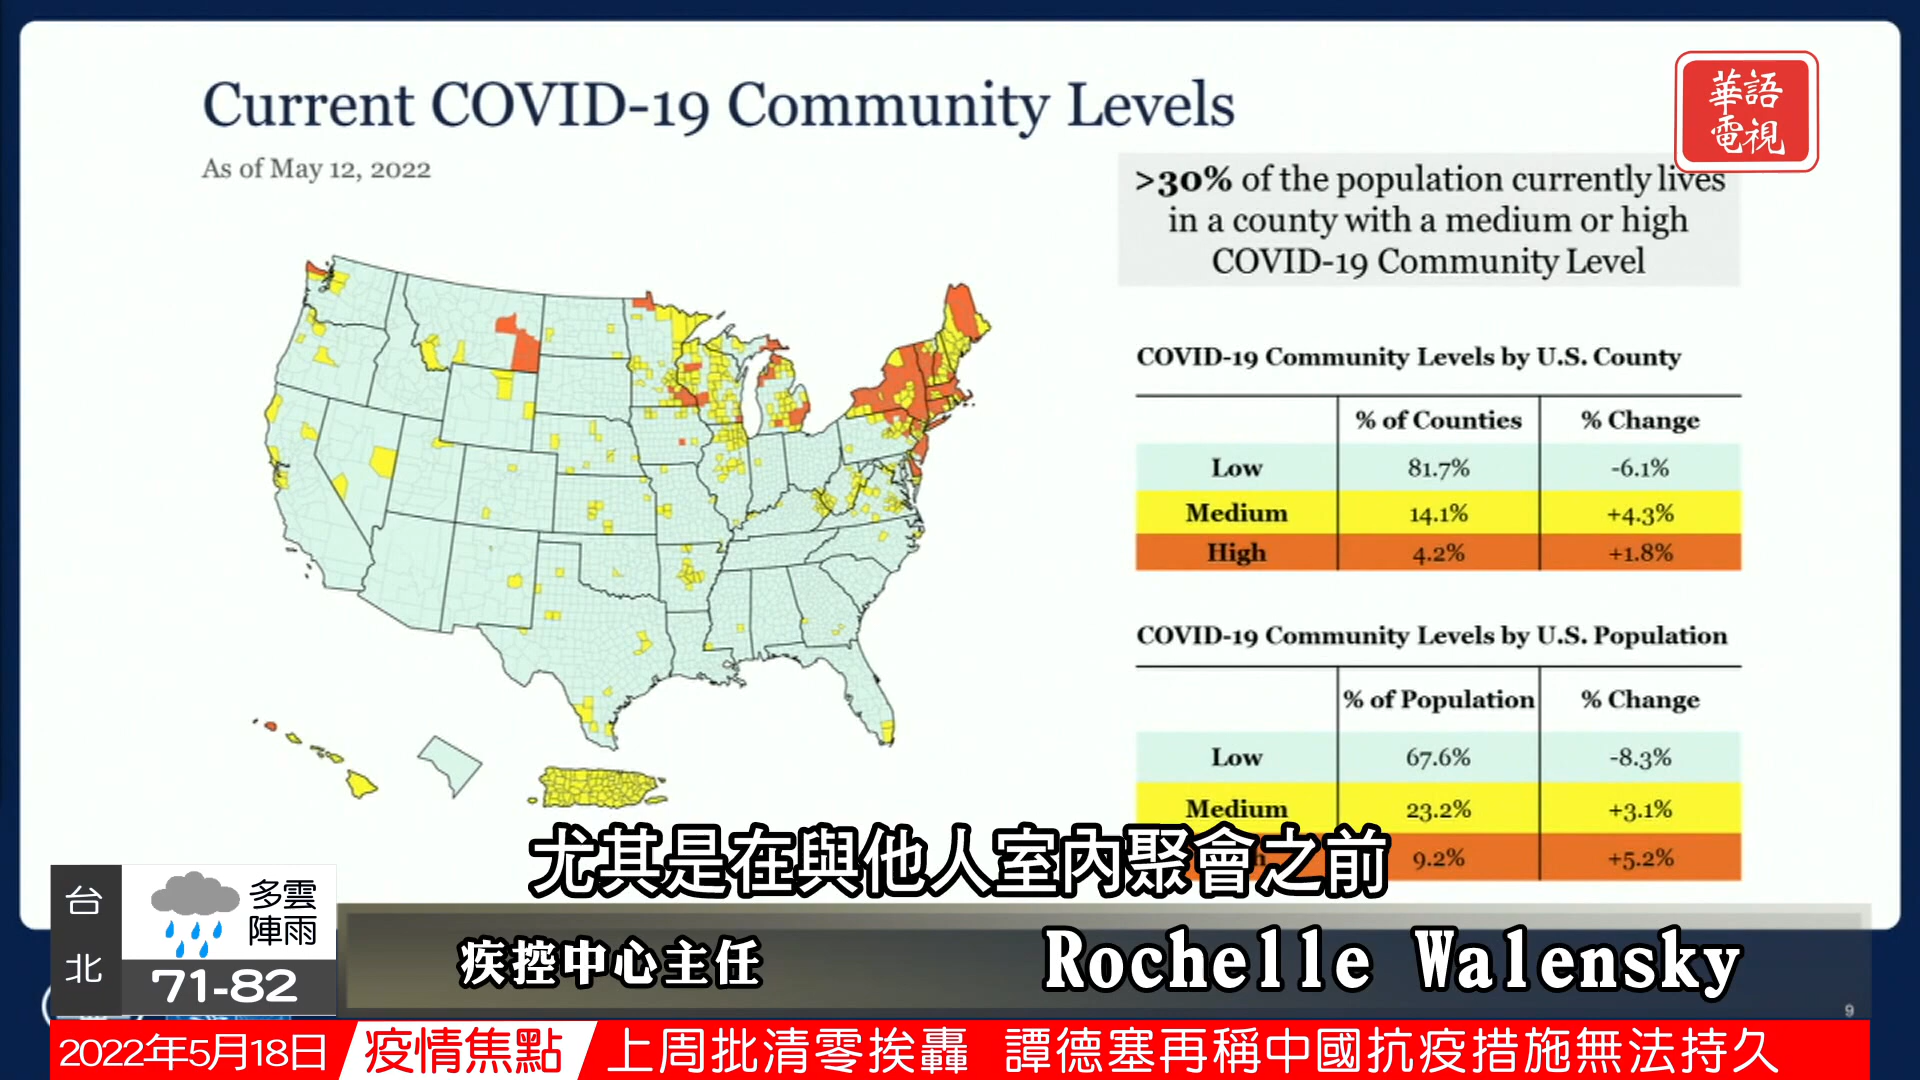 Current COVID-19 Community Levels
As of May 12, 2022
華語
電視
>30% of the population currently lives
in a county with a medium or high
COVID-19 Community Level
COVID-19 Community Levels by U.S. County
% of Counties % Change
Low 81.7% -6.1%
Medium 14.1% +4.3%
High 4.2% +1.8%
COVID-19 Community Levels by U.S. Population
% of Population % Change
Low 67.6% -8.3%
Medium 23.2% +3.1%
9.2% +5.2%
尤其是在與他人室內聚會之前
台北
多雲
陣雨
71-82
疾控中心主任 Rochelle Walensky
9
2022年5月18日 疫情焦點 上周批清零挨轟 譚德塞再稱中國抗疫措施無法持久